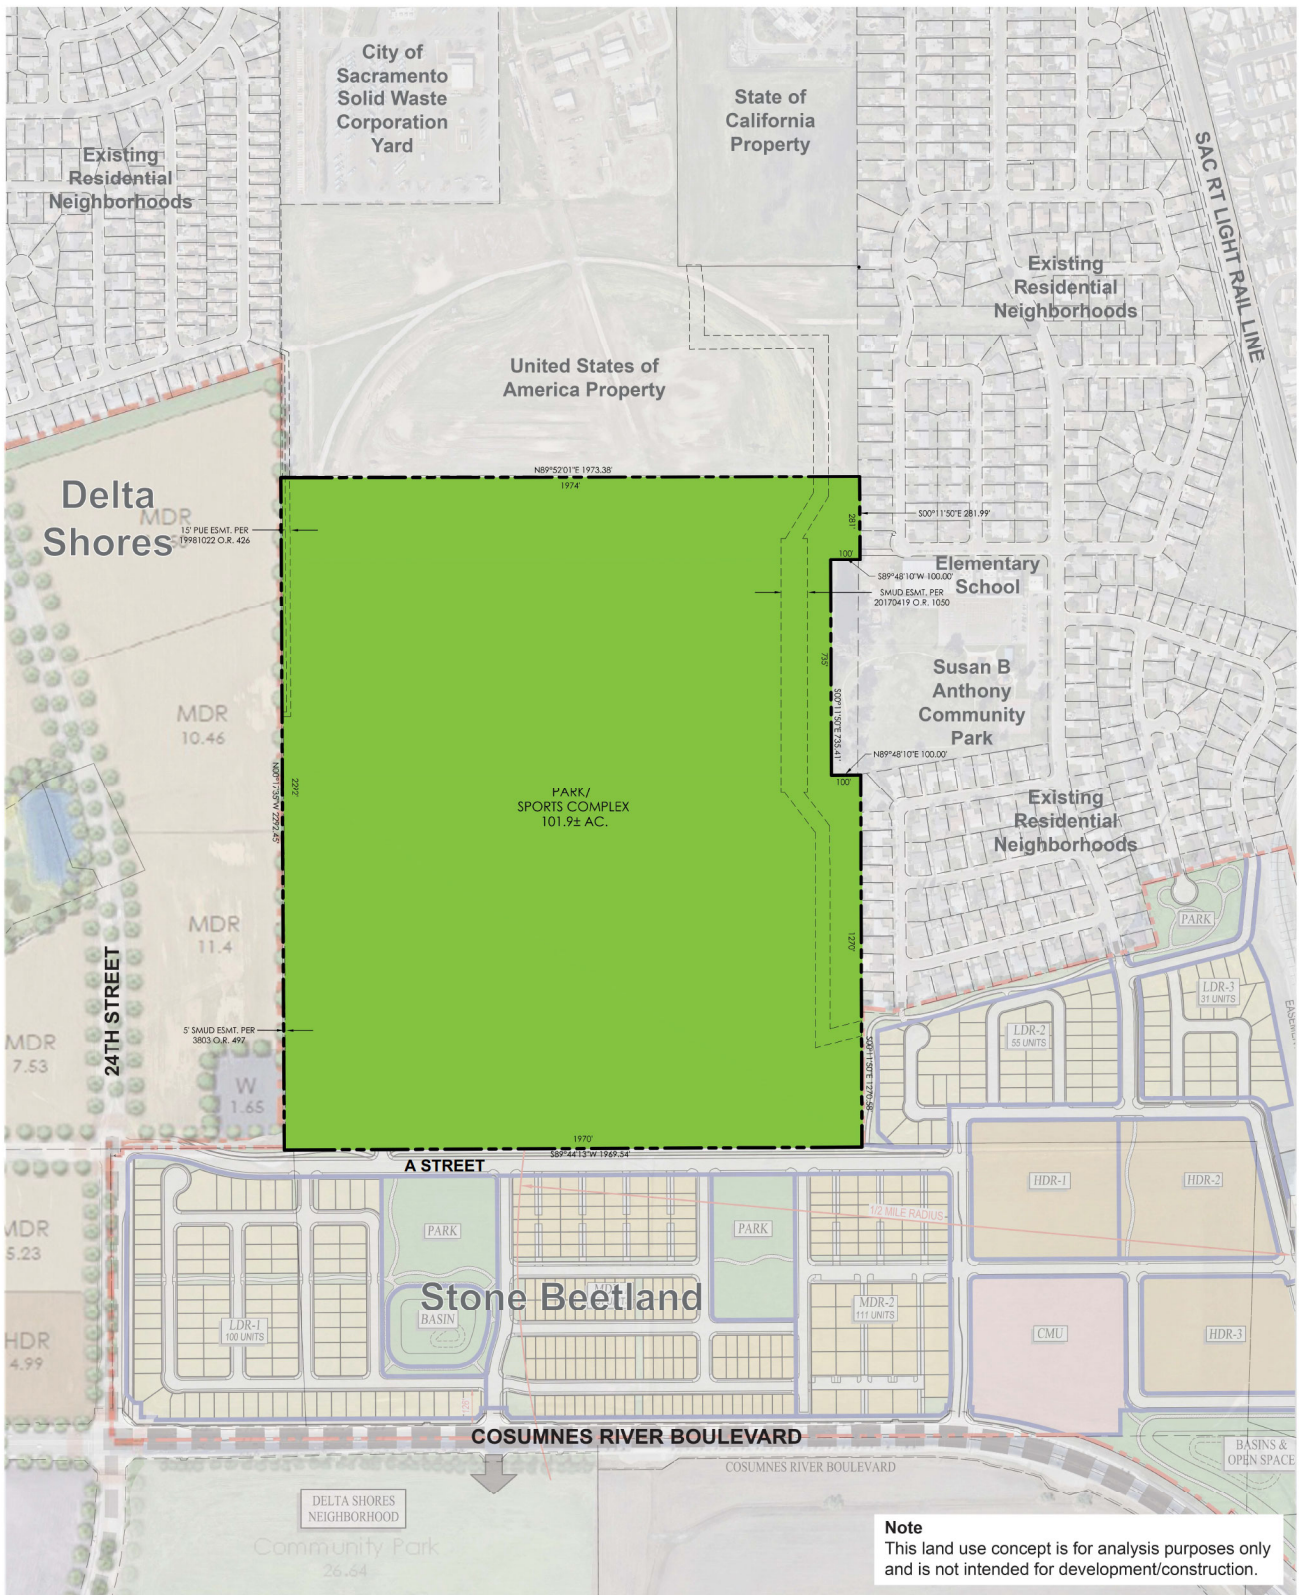 City of
Sacramento
Solid Waste
Corporation
Yard
State of
California
Property
Existing
Residential
Neighborhoods
SAC RT LIGHT RAIL LINE
Existing
Residential
Neighborhoods
United States of
America Property
N89°52'01"E 1973.38'
1974'
Delta
Shores
MDR
15' PUE ESMT. PER
19981022 O.R. 426
281'
S00°11'50"E 281.99'
100'
S89°48'10"W 100.00'
Elementary
School
SMUD ESMT. PER
20170419 O.R. 1050
735'
S00°11'50"E 735.41'
Susan B
Anthony
Community
Park
MDR
10.46
N89°48'10"E 100.00'
100'
N00°17'35"W 2292.45'
2292'
PARK/
SPORTS COMPLEX
101.9± AC.
Existing
Residential
Neighborhoods
MDR
11.4
1270'
PARK
24TH STREET
LDR-3
31 UNITS
EASEMENT
LDR-2
55 UNITS
5' SMUD ESMT. PER
3803 O.R. 497
MDR
7.53
W
1.65
S00°11'50"E 1270.58'
1970'
S89°44'13"W 1969.54'
A STREET
HDR-1
HDR-2
1/2 MILE RADIUS
PARK
PARK
MDR
5.23
Stone Beetland
BASIN
LDR-1
100 UNITS
MDR-2
111 UNITS
CMU
HDR-3
HDR
4.99
128'
COSUMNES RIVER BOULEVARD
COSUMNES RIVER BOULEVARD
BASINS &
OPEN SPACE
DELTA SHORES
NEIGHBORHOOD
Community Park
26.64
Note
This land use concept is for analysis purposes only
and is not intended for development/construction.